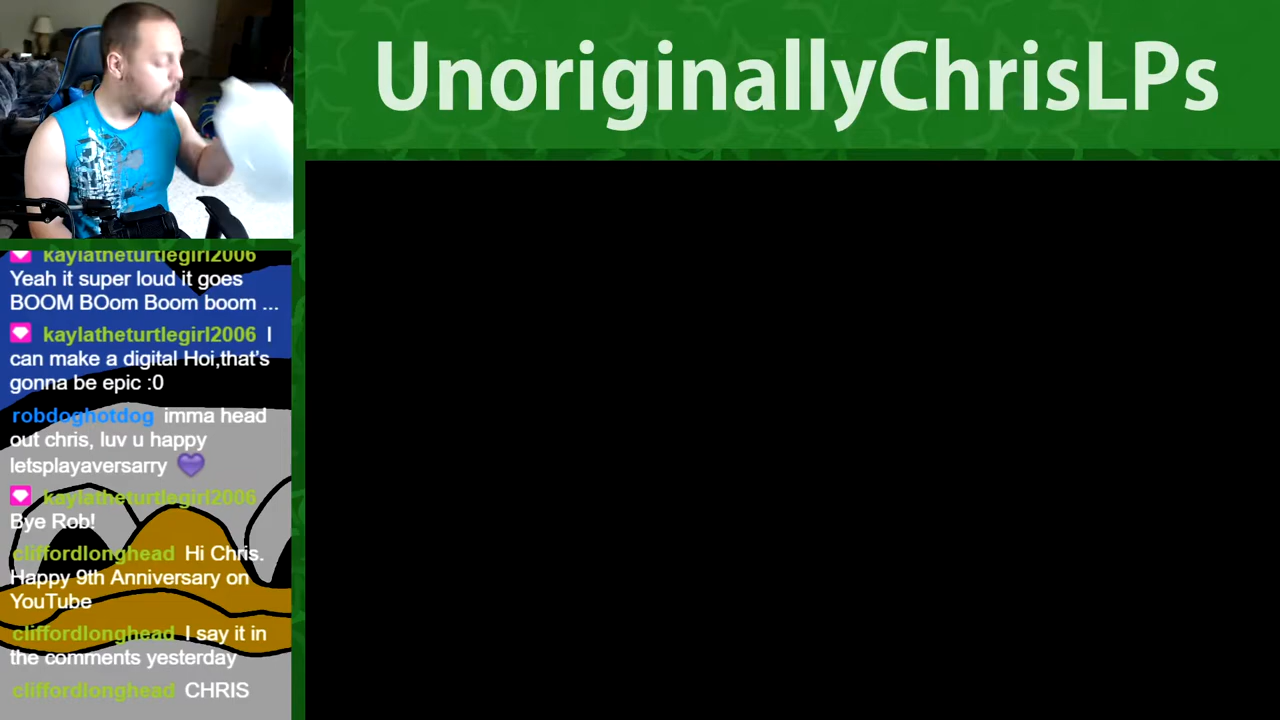 UnoriginallyChrisLPs
kaylatheturtlegirl2006
Yeah it super loud it goes
BOOM BOom Boom boom ...
kaylatheturtlegirl2006 I
can make a digital Hoi,that's
gonna be epic :0
robdoghotdog imma head
out chris, luv u happy
letsplayaversarry 💜
kaylatheturtlegirl2006
Bye Rob!
cliffordlonghead Hi Chris.
Happy 9th Anniversary on
YouTube
cliffordlonghead I say it in
the comments yesterday
cliffordlonghead CHRIS